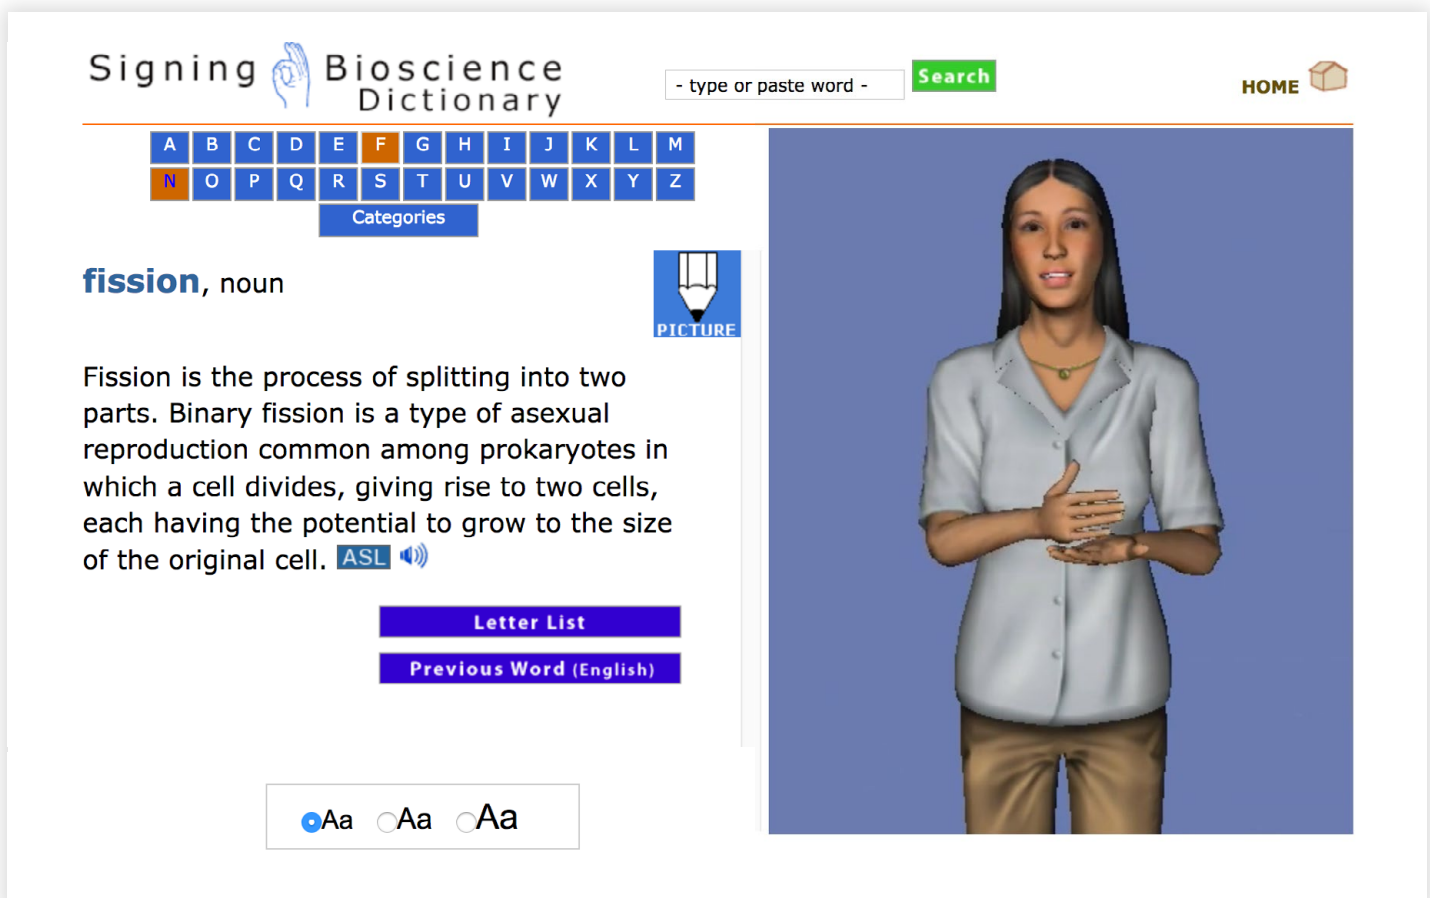 Signing Bioscience
Dictionary
- type or paste word -
Search
HOME
A B C D E F G H I J K L M
N O P Q R S T U V W X Y Z
Categories
fission, noun
PICTURE
Fission is the process of splitting into two
parts. Binary fission is a type of asexual
reproduction common among prokaryotes in
which a cell divides, giving rise to two cells,
each having the potential to grow to the size
of the original cell. ASL
Letter List
Previous Word (English)
Aa Aa Aa